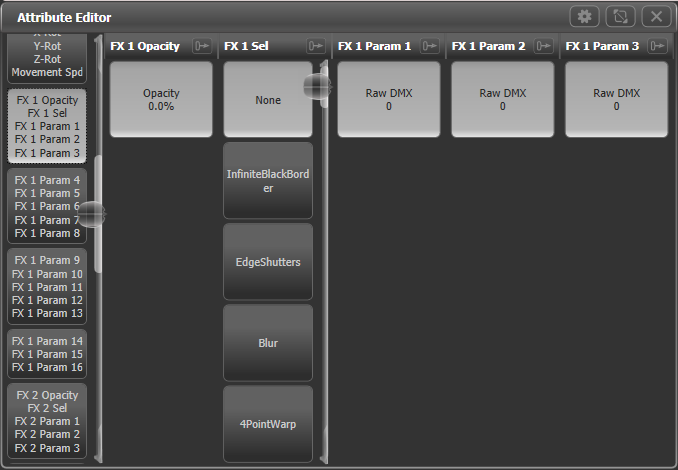 Attribute Editor
X-Rot
Y-Rot
Z-Rot
Movement Spd
FX 1 Opacity
FX 1 Sel
FX 1 Param 1
FX 1 Param 2
FX 1 Param 3
FX 1 Param 4
FX 1 Param 5
FX 1 Param 6
FX 1 Param 7
FX 1 Param 8
FX 1 Param 9
FX 1 Param 10
FX 1 Param 11
FX 1 Param 12
FX 1 Param 13
FX 1 Param 14
FX 1 Param 15
FX 1 Param 16
FX 2 Opacity
FX 2 Sel
FX 2 Param 1
FX 2 Param 2
FX 2 Param 3
FX 1 Opacity
Opacity
0.0%
FX 1 Sel
None
InfiniteBlackBord
er
EdgeShutters
Blur
4PointWarp
FX 1 Param 1
Raw DMX
0
FX 1 Param 2
Raw DMX
0
FX 1 Param 3
Raw DMX
0